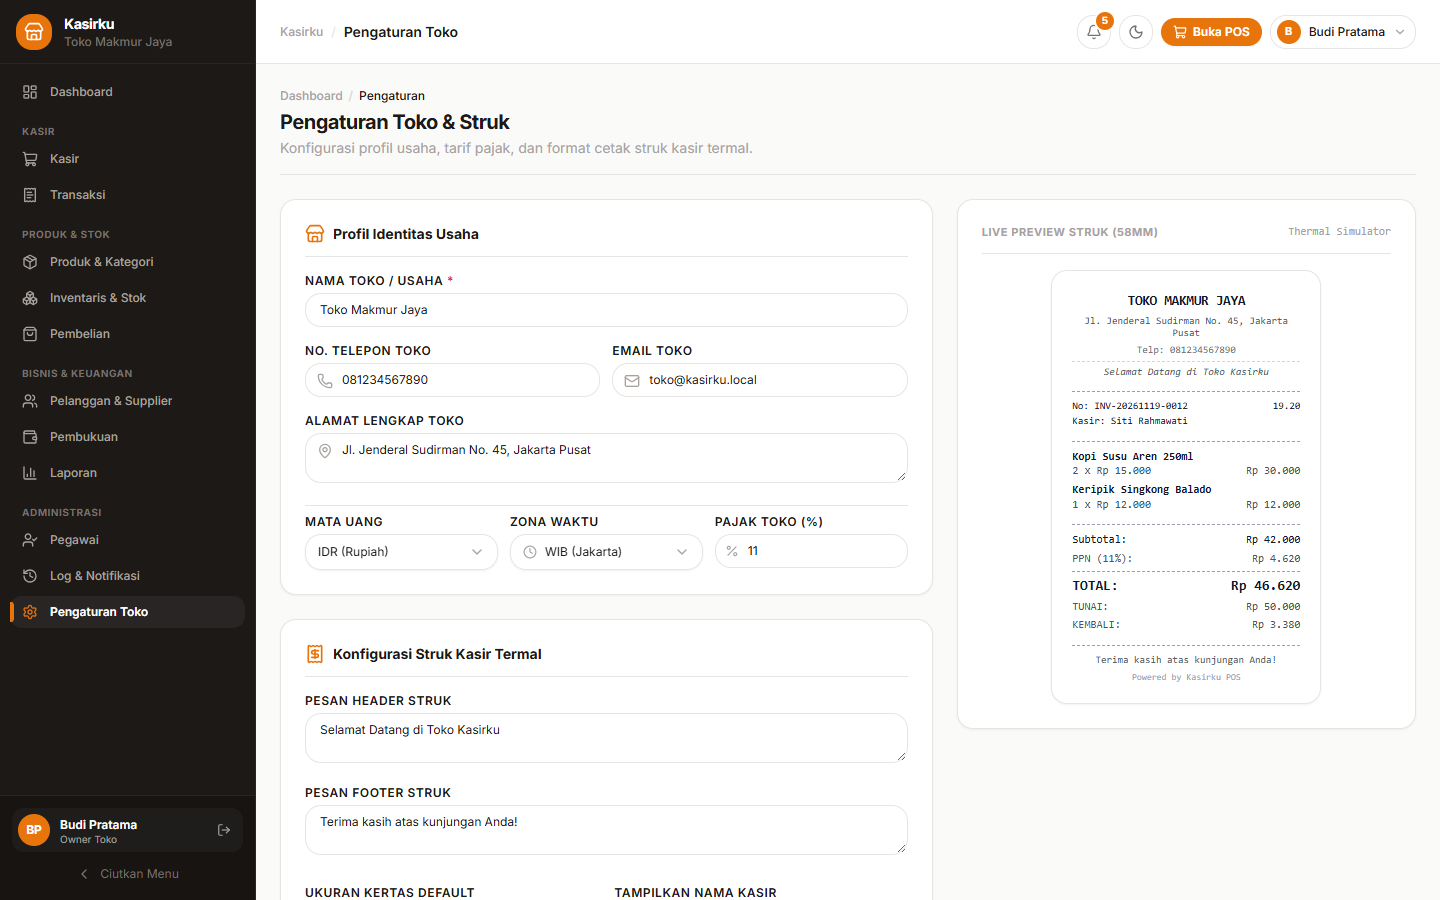 Kasirku
Toko Makmur Jaya
Dashboard
KASIR
Kasir
Transaksi
PRODUK & STOK
Produk & Kategori
Inventaris & Stok
Pembelian
BISNIS & KEUANGAN
Pelanggan & Supplier
Pembukuan
Laporan
ADMINISTRASI
Pegawai
Log & Notifikasi
Pengaturan Toko
BP
Budi Pratama
Owner Toko
Ciutkan Menu
Kasirku / Pengaturan Toko
5
Buka POS
B Budi Pratama
Dashboard / Pengaturan
Pengaturan Toko & Struk
Konfigurasi profil usaha, tarif pajak, dan format cetak struk kasir termal.
Profil Identitas Usaha
NAMA TOKO / USAHA *
Toko Makmur Jaya
NO. TELEPON TOKO
081234567890
EMAIL TOKO
toko@kasirku.local
ALAMAT LENGKAP TOKO
Jl. Jenderal Sudirman No. 45, Jakarta Pusat
MATA UANG
IDR (Rupiah)
ZONA WAKTU
WIB (Jakarta)
PAJAK TOKO (%)
% 11
Konfigurasi Struk Kasir Termal
PESAN HEADER STRUK
Selamat Datang di Toko Kasirku
PESAN FOOTER STRUK
Terima kasih atas kunjungan Anda!
UKURAN KERTAS DEFAULT
TAMPILKAN NAMA KASIR
LIVE PREVIEW STRUK (58MM)
Thermal Simulator
TOKO MAKMUR JAYA
Jl. Jenderal Sudirman No. 45, Jakarta
Pusat
Telp: 081234567890
Selamat Datang di Toko Kasirku
No: INV-20261119-0012 19.20
Kasir: Siti Rahmawati
Kopi Susu Aren 250ml
2 x Rp 15.000 Rp 30.000
Keripik Singkong Balado
1 x Rp 12.000 Rp 12.000
Subtotal: Rp 42.000
PPN (11%): Rp 4.620
TOTAL: Rp 46.620
TUNAI: Rp 50.000
KEMBALI: Rp 3.380
Terima kasih atas kunjungan Anda!
Powered by Kasirku POS